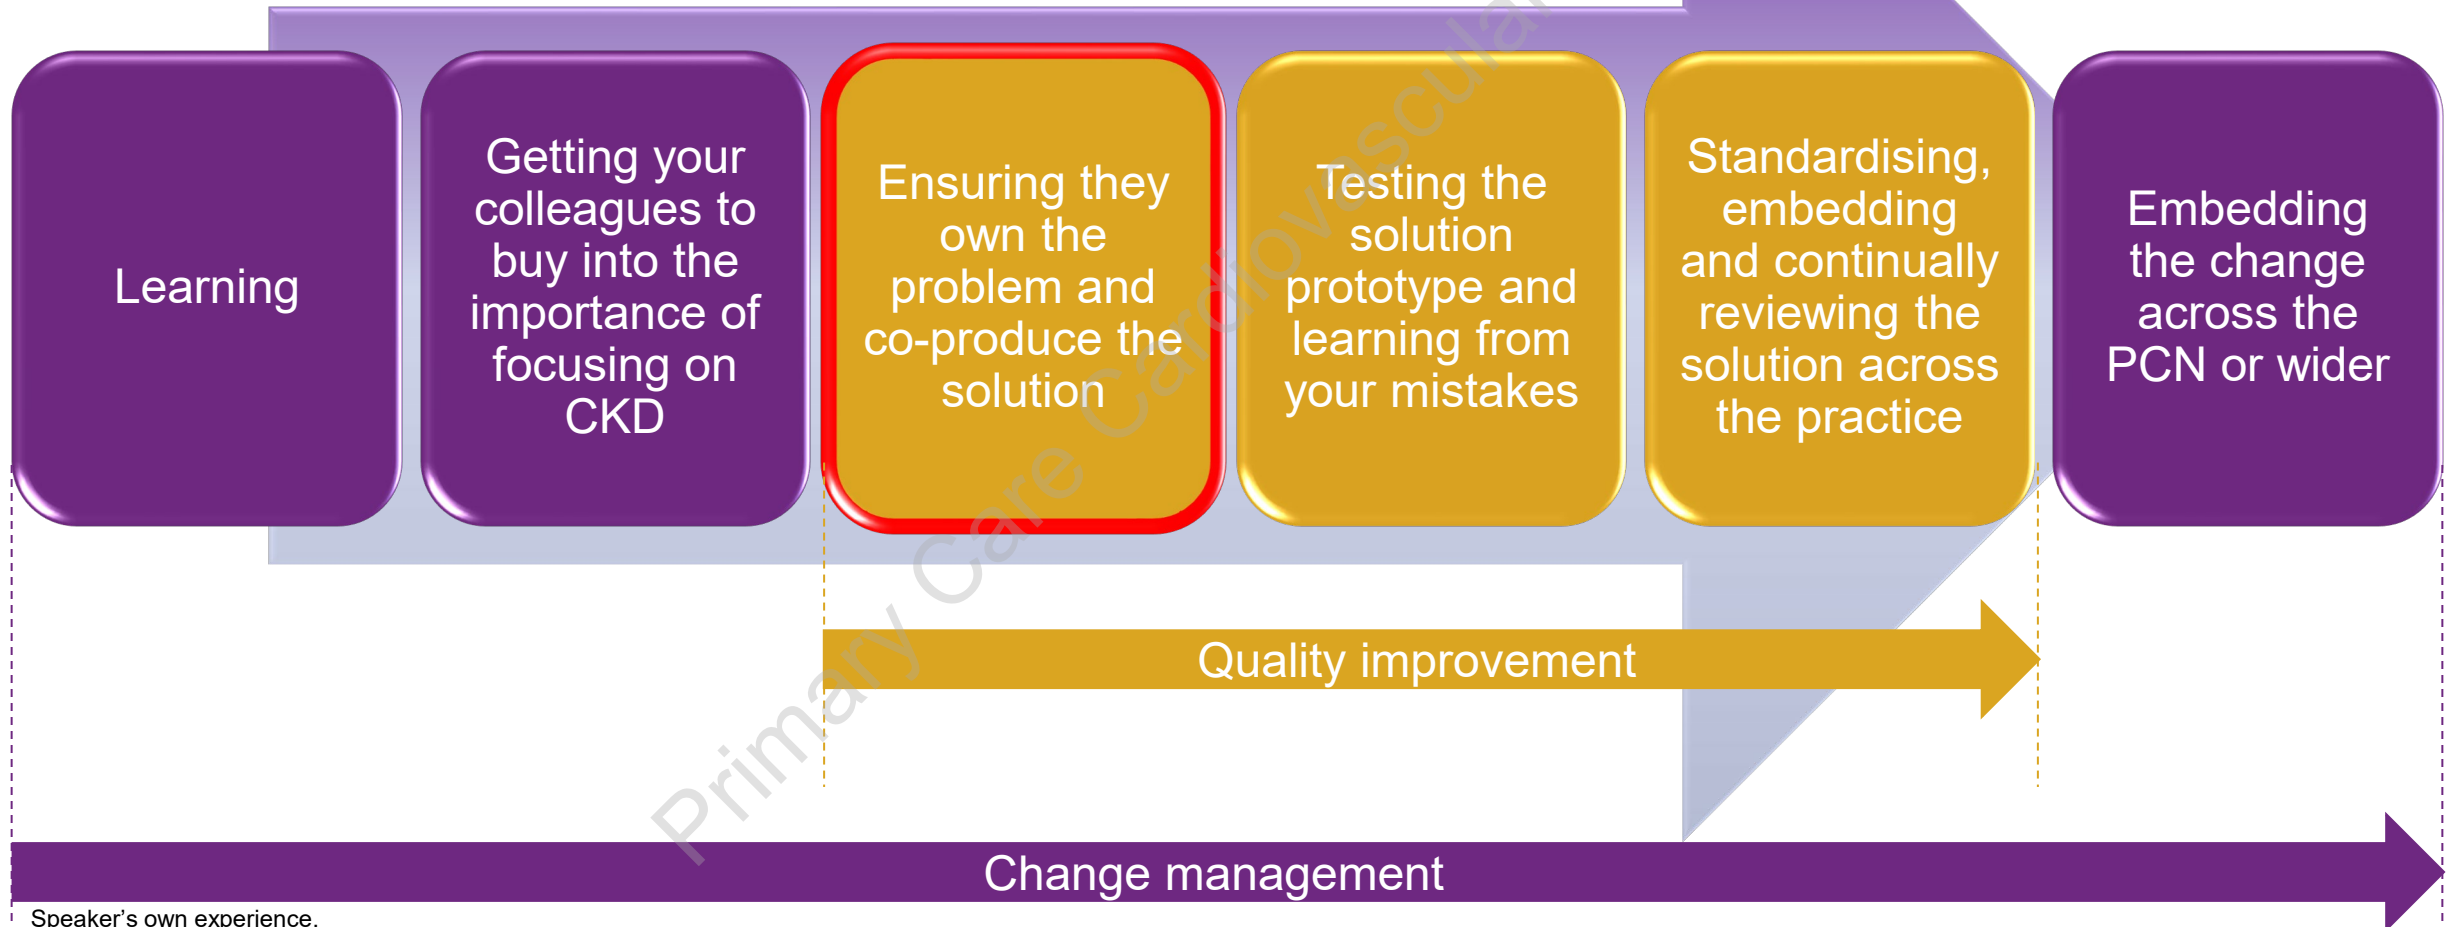 Learning
Getting your
colleagues to
buy into the
importance of
focusing on
CKD
Ensuring they
own the
problem and
co-produce the
solution
Testing the
solution
prototype and
learning from
your mistakes
Standardising,
embedding
and continually
reviewing the
solution across
the practice
Embedding
the change
across the
PCN or wider
Quality improvement
Change management
Speaker's own experience.
Primary Care Cardiovascular